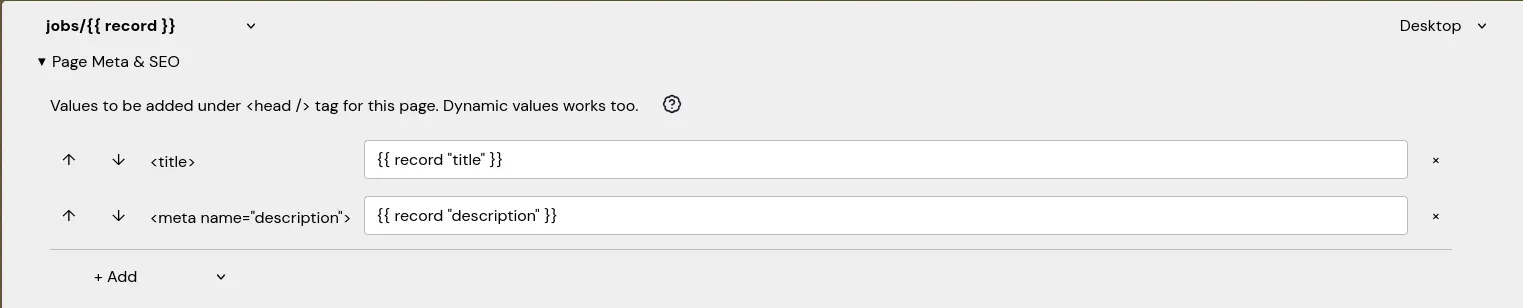 jobs/{{ record }}
Desktop
▼ Page Meta & SEO
Values to be added under <head /> tag for this page. Dynamic values works too.
<title> {{ record "title" }} ×
<meta name="description"> {{ record "description" }} ×
+ Add